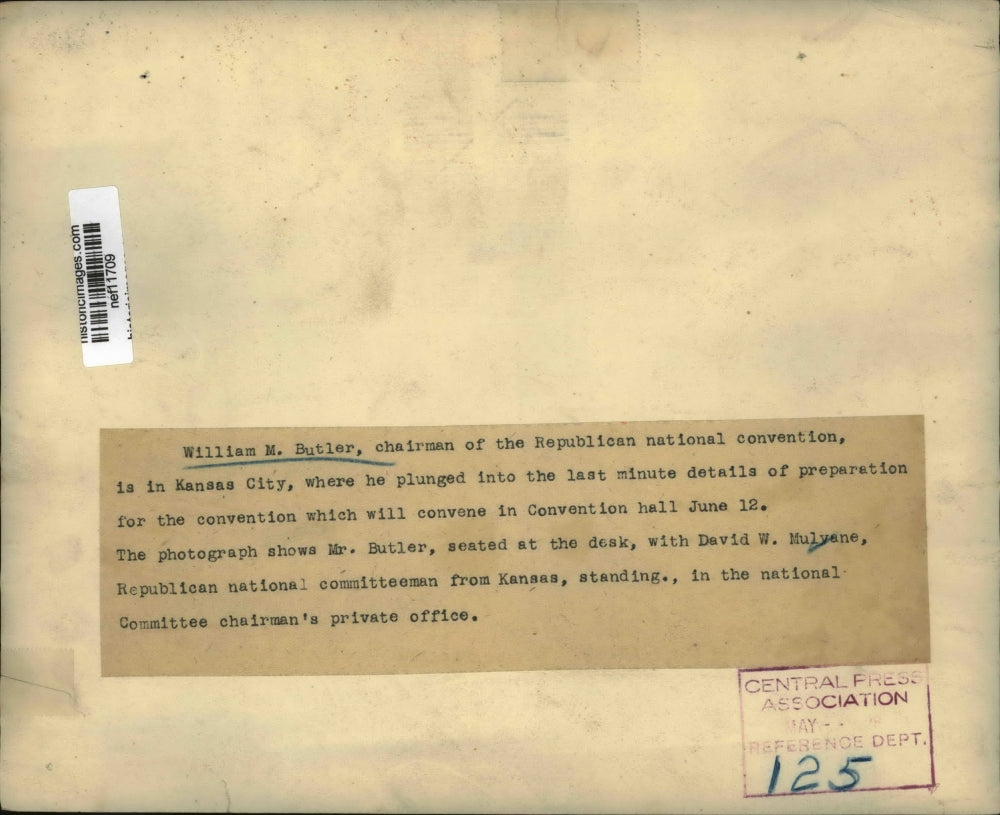 historicimages.com
nef11709
William M. Butler, chairman of the Republican national convention,
is in Kansas City, where he plunged into the last minute details of preparation
for the convention which will convene in Convention hall June 12.
The photograph shows Mr. Butler, seated at the desk, with David W. Mulvane,
Republican national committeeman from Kansas, standing., in the national
Committee chairman's private office.
CENTRAL PRESS
ASSOCIATION
MAY
REFERENCE DEPT.
125